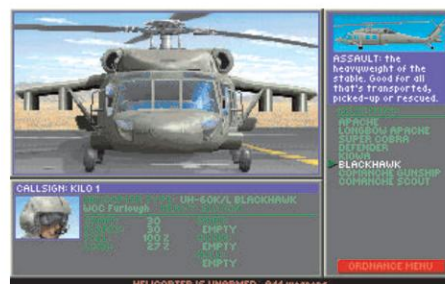 CALLSIGN: KILO 1
UH-60K/L BLACKHAWK
WOC Furlough
30
30 EMPTY
100%
27% EMPTY
EMPTY
ASSAULT: the
heavyweight of the
stable. Good for all
that's transported,
picked-up or rescued.
APACHE
LONGBOW APACHE
SUPER COBRA
DEFENDER
KIOWA
BLACKHAWK
COMANCHE GUNSHIP
COMANCHE SCOUT
ORDNANCE MENU
HELICOPTER IS UNARMED